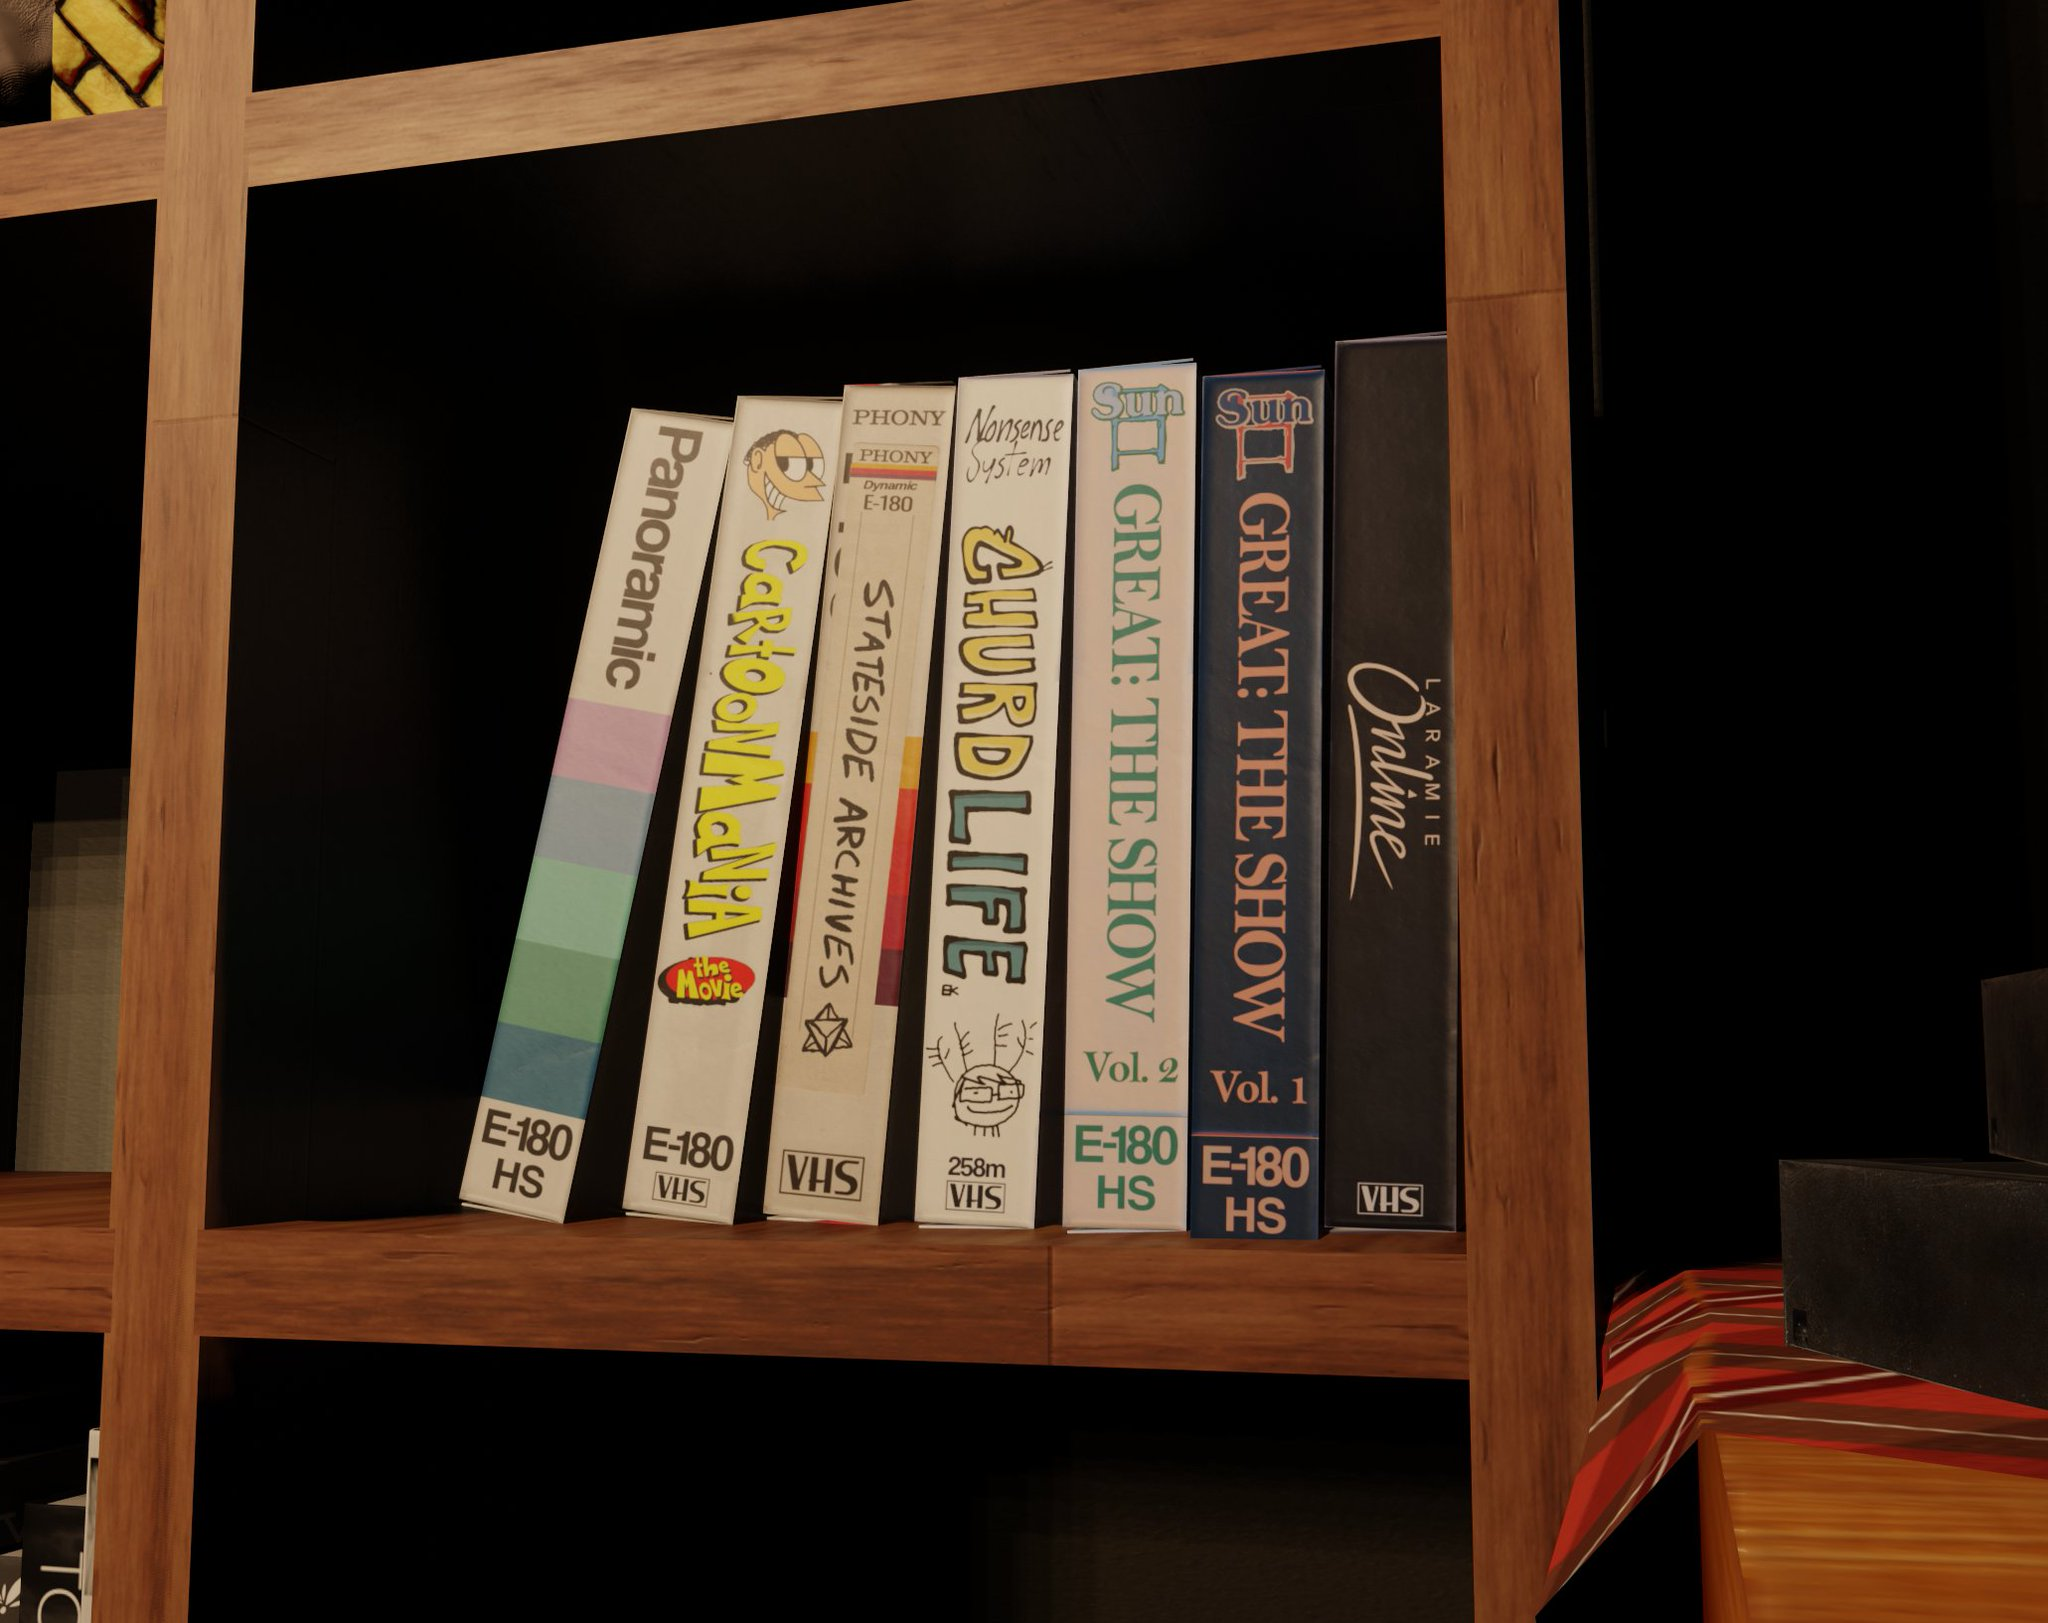 Panoramic
E-180
HS
CaRtooNMaNiA
the
Movie
E-180
VHS
PHONY
PHONY
Dynamic
E-180
STATESIDE ARCHIVES
VHS
Nonsense
System
CHURDLIFE
EK
258m
VHS
Sun
GREAT: THE SHOW
Vol. 2
E-180
HS
Sun
GREAT: THE SHOW
Vol. 1
E-180
HS
LARAMIE
Online
VHS